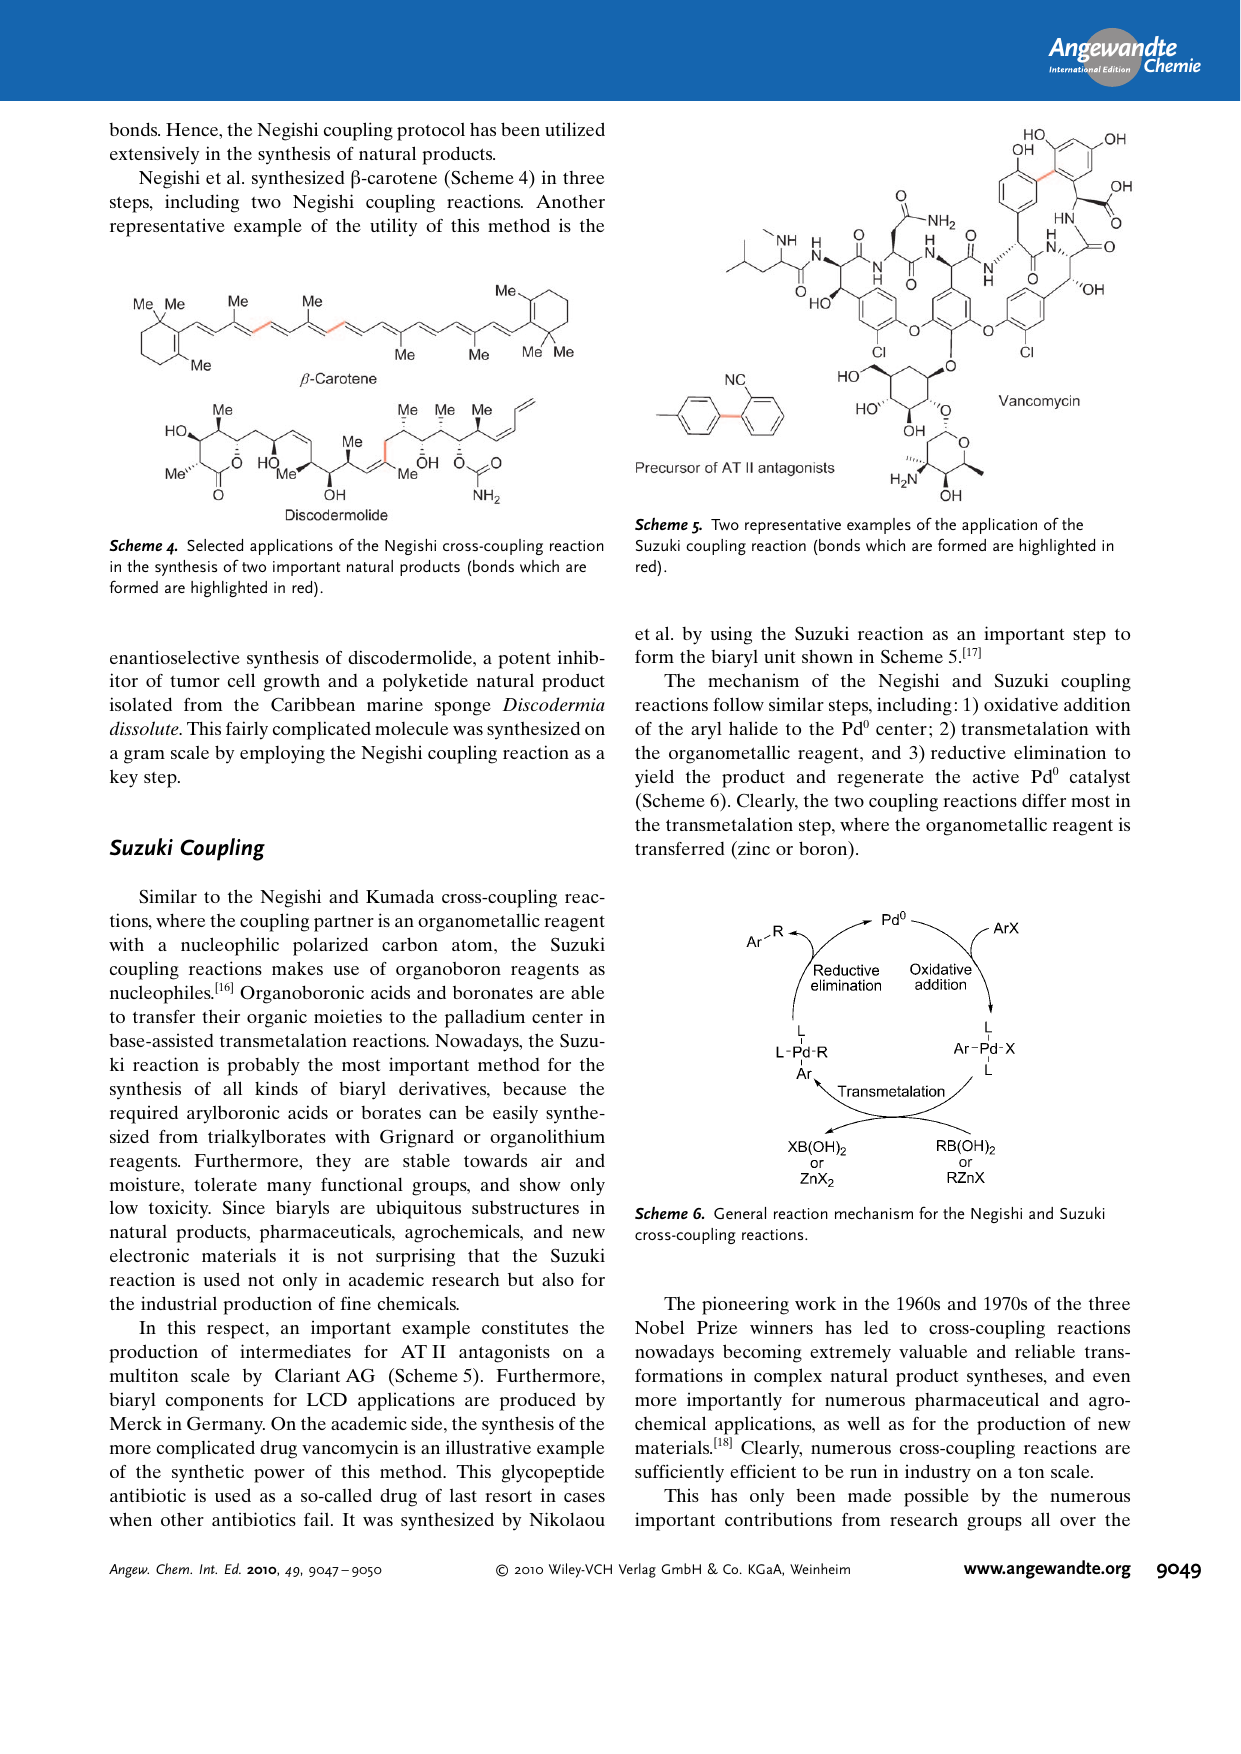 Angewandte
International Edition Chemie
bonds. Hence, the Negishi coupling protocol has been utilized
extensively in the synthesis of natural products.
Negishi et al. synthesized β-carotene (Scheme 4) in three
steps, including two Negishi coupling reactions. Another
representative example of the utility of this method is the
Me Me Me Me Me
Me Me Me Me Me
β-Carotene
Me Me Me Me
HO Me
Me O HO Me Me OH O O
O OH NH2
Discodermolide
Scheme 4. Selected applications of the Negishi cross-coupling reaction
in the synthesis of two important natural products (bonds which are
formed are highlighted in red).
enantioselective synthesis of discodermolide, a potent inhib-
itor of tumor cell growth and a polyketide natural product
isolated from the Caribbean marine sponge Discodermia
dissolute. This fairly complicated molecule was synthesized on
a gram scale by employing the Negishi coupling reaction as a
key step.
Suzuki Coupling
Similar to the Negishi and Kumada cross-coupling reac-
tions, where the coupling partner is an organometallic reagent
with a nucleophilic polarized carbon atom, the Suzuki
coupling reactions makes use of organoboron reagents as
nucleophiles.[16] Organoboronic acids and boronates are able
to transfer their organic moieties to the palladium center in
base-assisted transmetalation reactions. Nowadays, the Suzu-
ki reaction is probably the most important method for the
synthesis of all kinds of biaryl derivatives, because the
required arylboronic acids or borates can be easily synthe-
sized from trialkylborates with Grignard or organolithium
reagents. Furthermore, they are stable towards air and
moisture, tolerate many functional groups, and show only
low toxicity. Since biaryls are ubiquitous substructures in
natural products, pharmaceuticals, agrochemicals, and new
electronic materials it is not surprising that the Suzuki
reaction is used not only in academic research but also for
the industrial production of fine chemicals.
In this respect, an important example constitutes the
production of intermediates for AT II antagonists on a
multiton scale by Clariant AG (Scheme 5). Furthermore,
biaryl components for LCD applications are produced by
Merck in Germany. On the academic side, the synthesis of the
more complicated drug vancomycin is an illustrative example
of the synthetic power of this method. This glycopeptide
antibiotic is used as a so-called drug of last resort in cases
when other antibiotics fail. It was synthesized by Nikolaou
HO OH
OH
OH
O NH2 HN O
NH H O H O H O
N N N
O N O N O
HO H H OH
O O
Cl Cl
O
HO
NC
HO O Vancomycin
OH O
Precursor of AT II antagonists
H2N
OH
Scheme 5. Two representative examples of the application of the
Suzuki coupling reaction (bonds which are formed are highlighted in
red).
et al. by using the Suzuki reaction as an important step to
form the biaryl unit shown in Scheme 5.[17]
The mechanism of the Negishi and Suzuki coupling
reactions follow similar steps, including: 1) oxidative addition
of the aryl halide to the Pd0 center; 2) transmetalation with
the organometallic reagent, and 3) reductive elimination to
yield the product and regenerate the active Pd0 catalyst
(Scheme 6). Clearly, the two coupling reactions differ most in
the transmetalation step, where the organometallic reagent is
transferred (zinc or boron).
Pd0
Ar-R ArX
Reductive Oxidative
elimination addition
L L
L-Pd-R Ar-Pd-X
Ar L
Transmetalation
XB(OH)2 RB(OH)2
or or
ZnX2 RZnX
Scheme 6. General reaction mechanism for the Negishi and Suzuki
cross-coupling reactions.
The pioneering work in the 1960s and 1970s of the three
Nobel Prize winners has led to cross-coupling reactions
nowadays becoming extremely valuable and reliable trans-
formations in complex natural product syntheses, and even
more importantly for numerous pharmaceutical and agro-
chemical applications, as well as for the production of new
materials.[18] Clearly, numerous cross-coupling reactions are
sufficiently efficient to be run in industry on a ton scale.
This has only been made possible by the numerous
important contributions from research groups all over the
Angew. Chem. Int. Ed. 2010, 49, 9047 – 9050
© 2010 Wiley-VCH Verlag GmbH & Co. KGaA, Weinheim
www.angewandte.org 9049